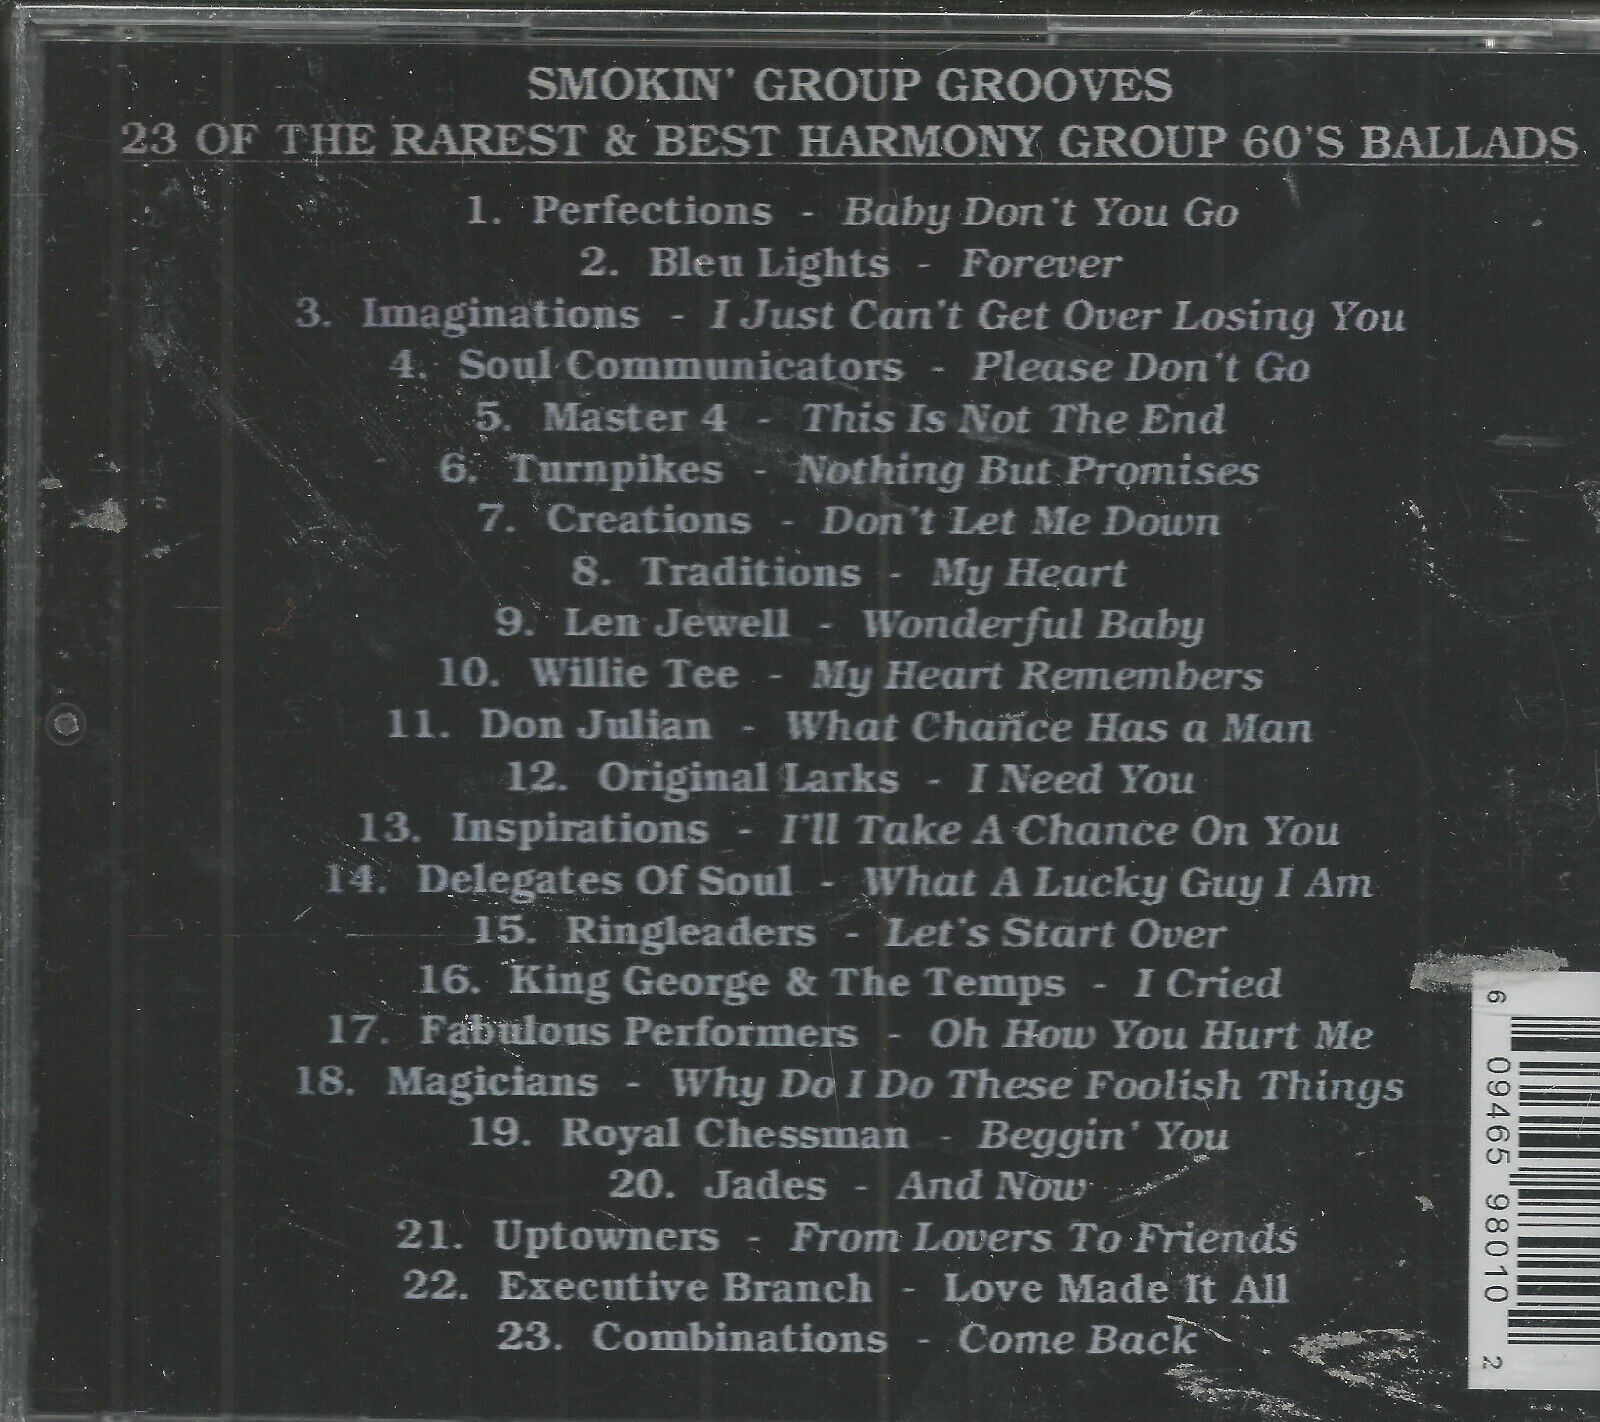 SMOKIN' GROUP GROOVES
23 OF THE RAREST & BEST HARMONY GROUP 60'S BALLADS
1. Perfections - Baby Don't You Go
2. Bleu Lights - Forever
3. Imaginations - I Just Can't Get Over Losing You
4. Soul Communicators - Please Don't Go
5. Master 4 - This Is Not The End
6. Turnpikes - Nothing But Promises
7. Creations - Don't Let Me Down
8. Traditions - My Heart
9. Len Jewell - Wonderful Baby
10. Willie Tee - My Heart Remembers
11. Don Julian - What Chance Has a Man
12. Original Larks - I Need You
13. Inspirations - I'll Take A Chance On You
14. Delegates Of Soul - What A Lucky Guy I Am
15. Ringleaders - Let's Start Over
16. King George & The Temps - I Cried
17. Fabulous Performers - Oh How You Hurt Me
18. Magicians - Why Do I Do These Foolish Things
19. Royal Chessman - Beggin' You
20. Jades - And Now
21. Uptowners - From Lovers To Friends
22. Executive Branch - Love Made It All
23. Combinations - Come Back
6 09465 98010 2